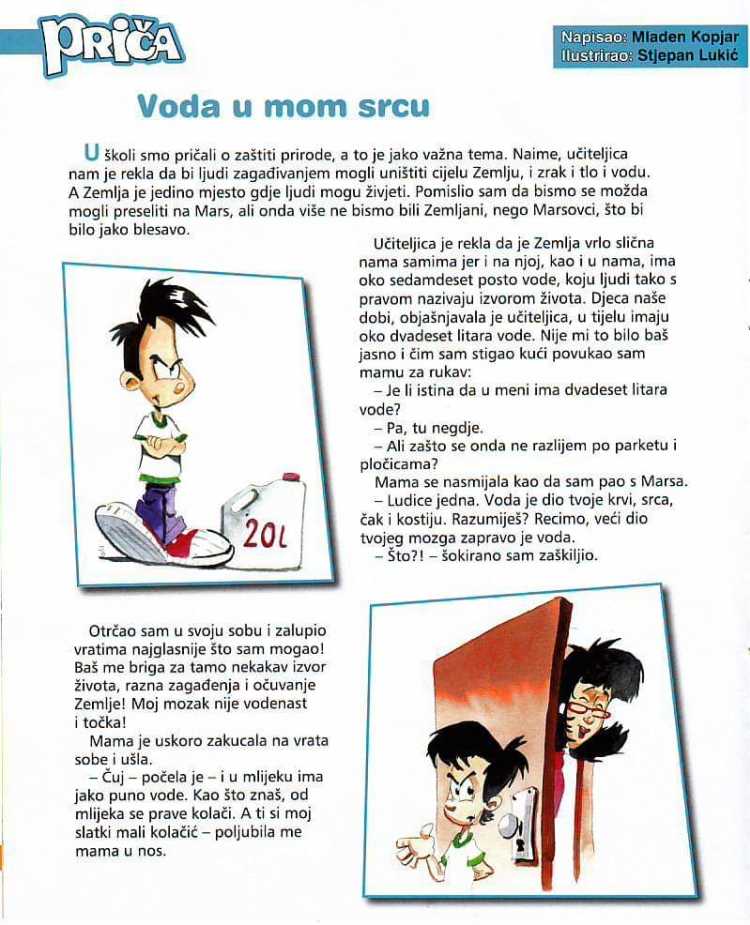 PRIČA
Napisao: Mladen Kopjar
Ilustrirao: Stjepan Lukić
Voda u mom srcu
U školi smo pričali o zaštiti prirode, a to je jako važna tema. Naime, učiteljica
nam je rekla da bi ljudi zagađivanjem mogli uništiti cijelu Zemlju, i zrak i tlo i vodu.
A Zemlja je jedino mjesto gdje ljudi mogu živjeti. Pomislio sam da bismo se možda
mogli preseliti na Mars, ali onda više ne bismo bili Zemljani, nego Marsovci, što bi
bilo jako blesavo.
Učiteljica je rekla da je Zemlja vrlo slična
nama samima jer i na njoj, kao i u nama, ima
oko sedamdeset posto vode, koju ljudi tako s
pravom nazivaju izvorom života. Djeca naše
dobi, objašnjavala je učiteljica, u tijelu imaju
oko dvadeset litara vode. Nije mi to bilo baš
jasno i čim sam stigao kući povukao sam
mamu za rukav:
– Je li istina da u meni ima dvadeset litara
vode?
– Pa, tu negdje.
– Ali zašto se onda ne razlijem po parketu i
pločicama?
Mama se nasmijala kao da sam pao s Marsa.
– Ludice jedna. Voda je dio tvoje krvi, srca,
čak i kostiju. Razumiješ? Recimo, veći dio
tvojeg mozga zapravo je voda.
– Što?! – šokirano sam zaškiljio.
20l
Otrčao sam u svoju sobu i zalupio
vratima najglasnije što sam mogao!
Baš me briga za tamo nekakav izvor
života, razna zagađenja i očuvanje
Zemlje! Moj mozak nije vodenast
i točka!
Mama je uskoro zakucala na vrata
sobe i ušla.
– Čuj – počela je – i u mlijeku ima
jako puno vode. Kao što znaš, od
mlijeka se prave kolači. A ti si moj
slatki mali kolačić – poljubila me
mama u nos.